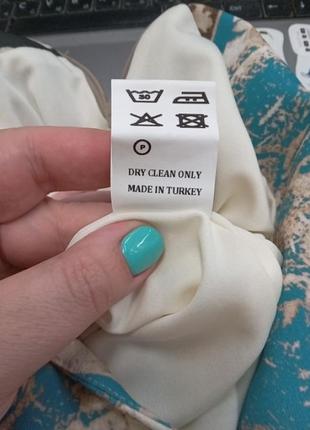 30
P
DRY CLEAN ONLY
MADE IN TURKEY